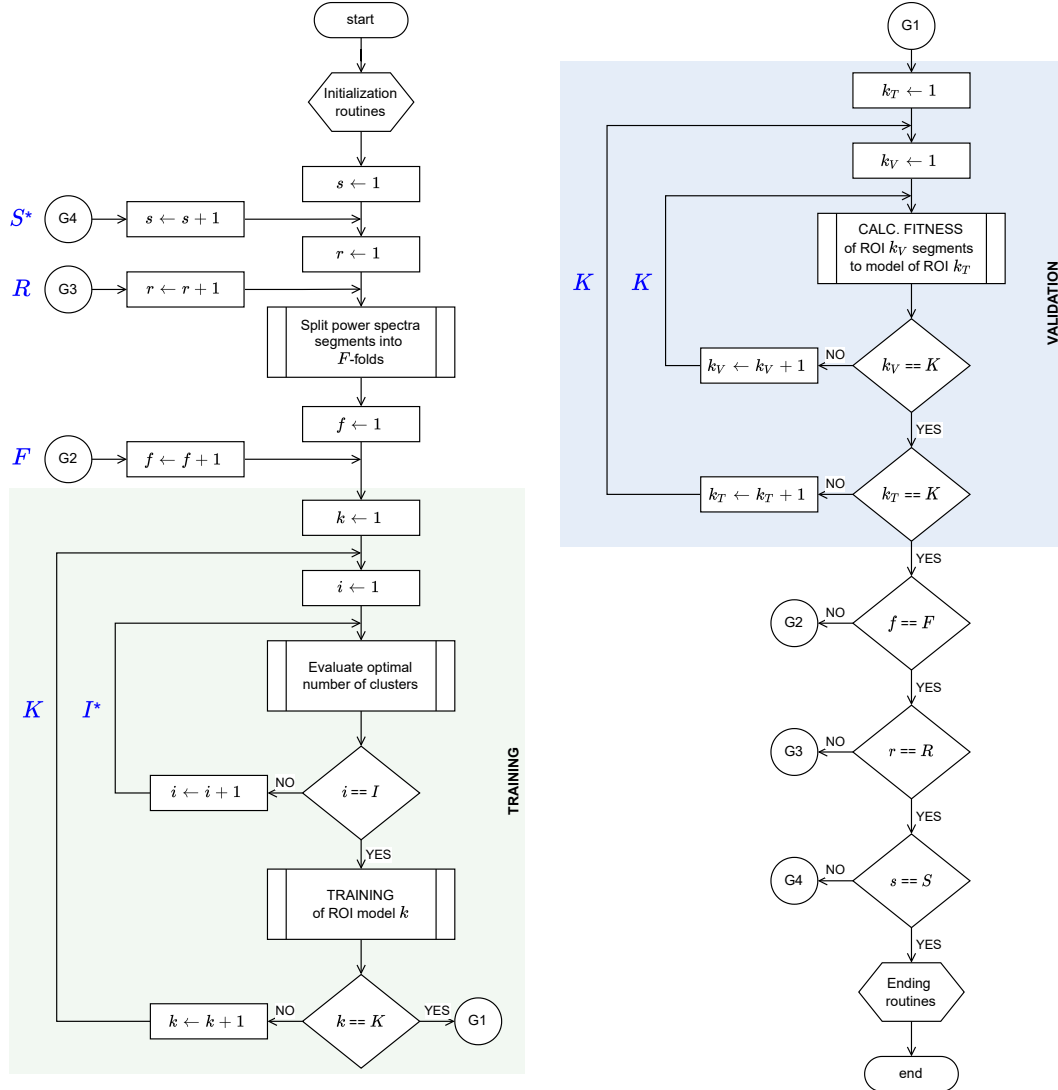 start
Initialization
routines
s ← 1
S*
G4
s ← s + 1
r ← 1
R
G3
r ← r + 1
Split power spectra
segments into
F-folds
f ← 1
F
G2
f ← f + 1
k ← 1
i ← 1
Evaluate optimal
number of clusters
K
I*
i == I
NO
i ← i + 1
YES
TRAINING
of ROI model k
k == K
NO
k ← k + 1
YES
G1
TRAINING
G1
k_T ← 1
k_V ← 1
CALC. FITNESS
of ROI k_V segments
to model of ROI k_T
K
K
VALIDATION
k_V == K
NO
k_V ← k_V + 1
YES
k_T == K
NO
k_T ← k_T + 1
YES
f == F
NO
G2
YES
r == R
NO
G3
YES
s == S
NO
G4
YES
Ending
routines
end